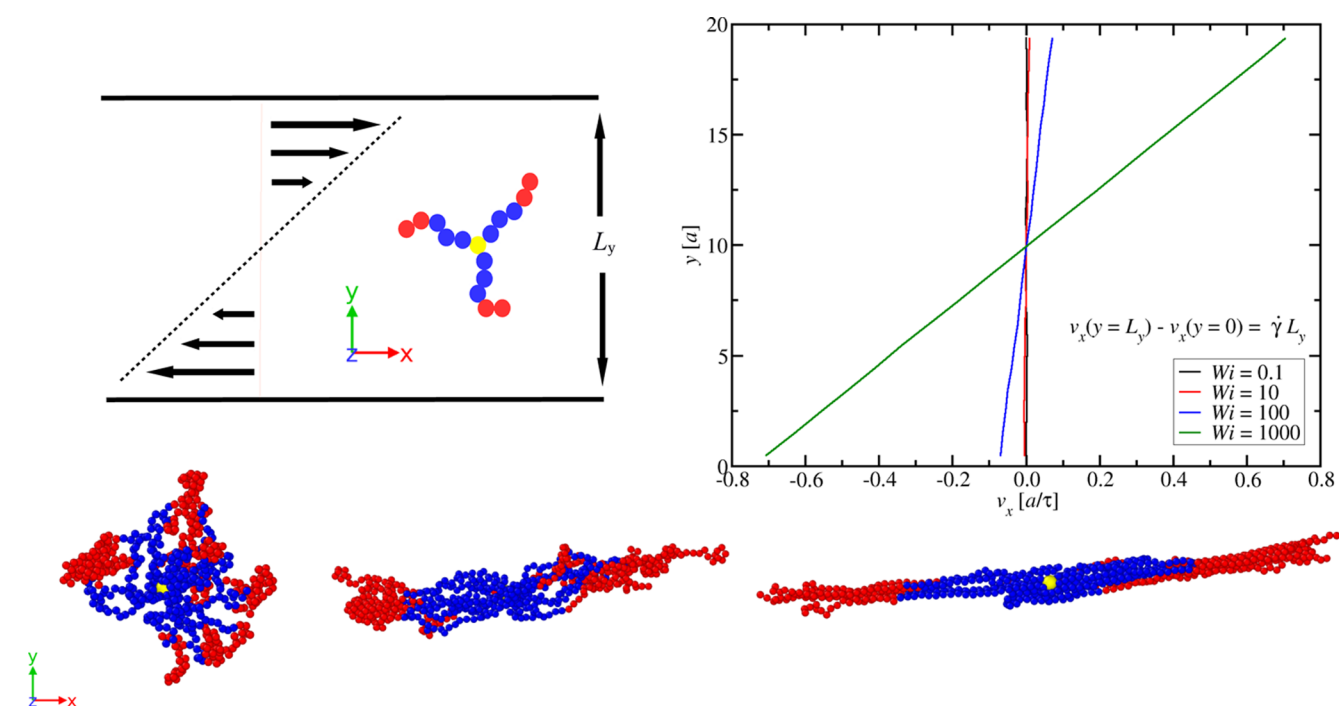 y
z
x
L_y
20
15
10
5
0
y [a]
-0.8 -0.6 -0.4 -0.2 0.0 0.2 0.4 0.6 0.8
v_x [a/τ]
v_x(y = L_y) - v_x(y = 0) = γ̇ L_y
Wi = 0.1
Wi = 10
Wi = 100
Wi = 1000
y
z
x